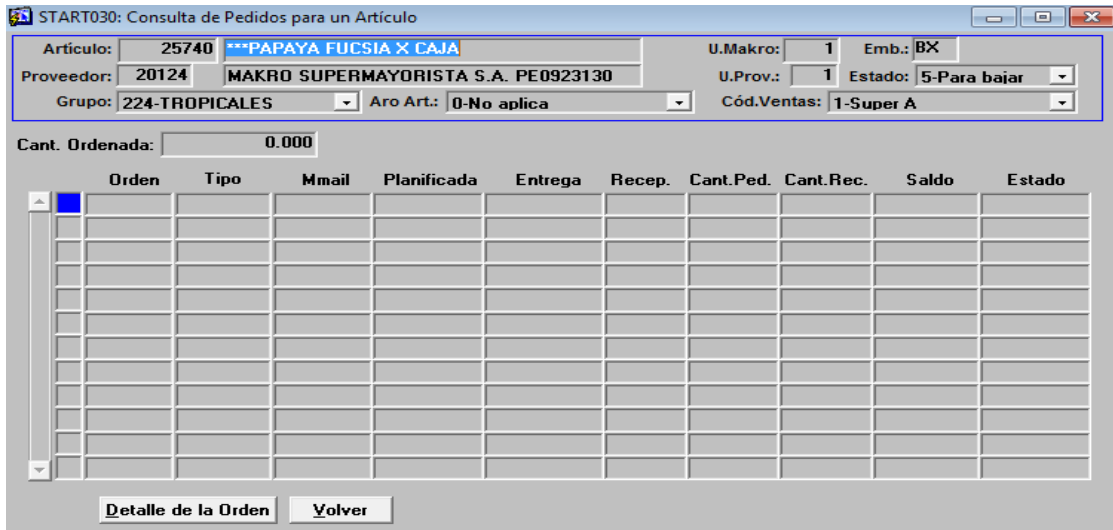 START030: Consulta de Pedidos para un Artículo
Artículo: 25740 ***PAPAYA FUCSIA X CAJA U.Makro: 1 Emb.: BX
Proveedor: 20124 MAKRO SUPERMAYORISTA S.A. PE0923130 U.Prov.: 1 Estado: 5-Para bajar
Grupo: 224-TROPICALES Aro Art.: 0-No aplica Cód.Ventas: 1-Super A
Cant. Ordenada: 0.000
Orden Tipo Mmail Planificada Entrega Recep. Cant.Ped. Cant.Rec. Saldo Estado
Detalle de la Orden Volver